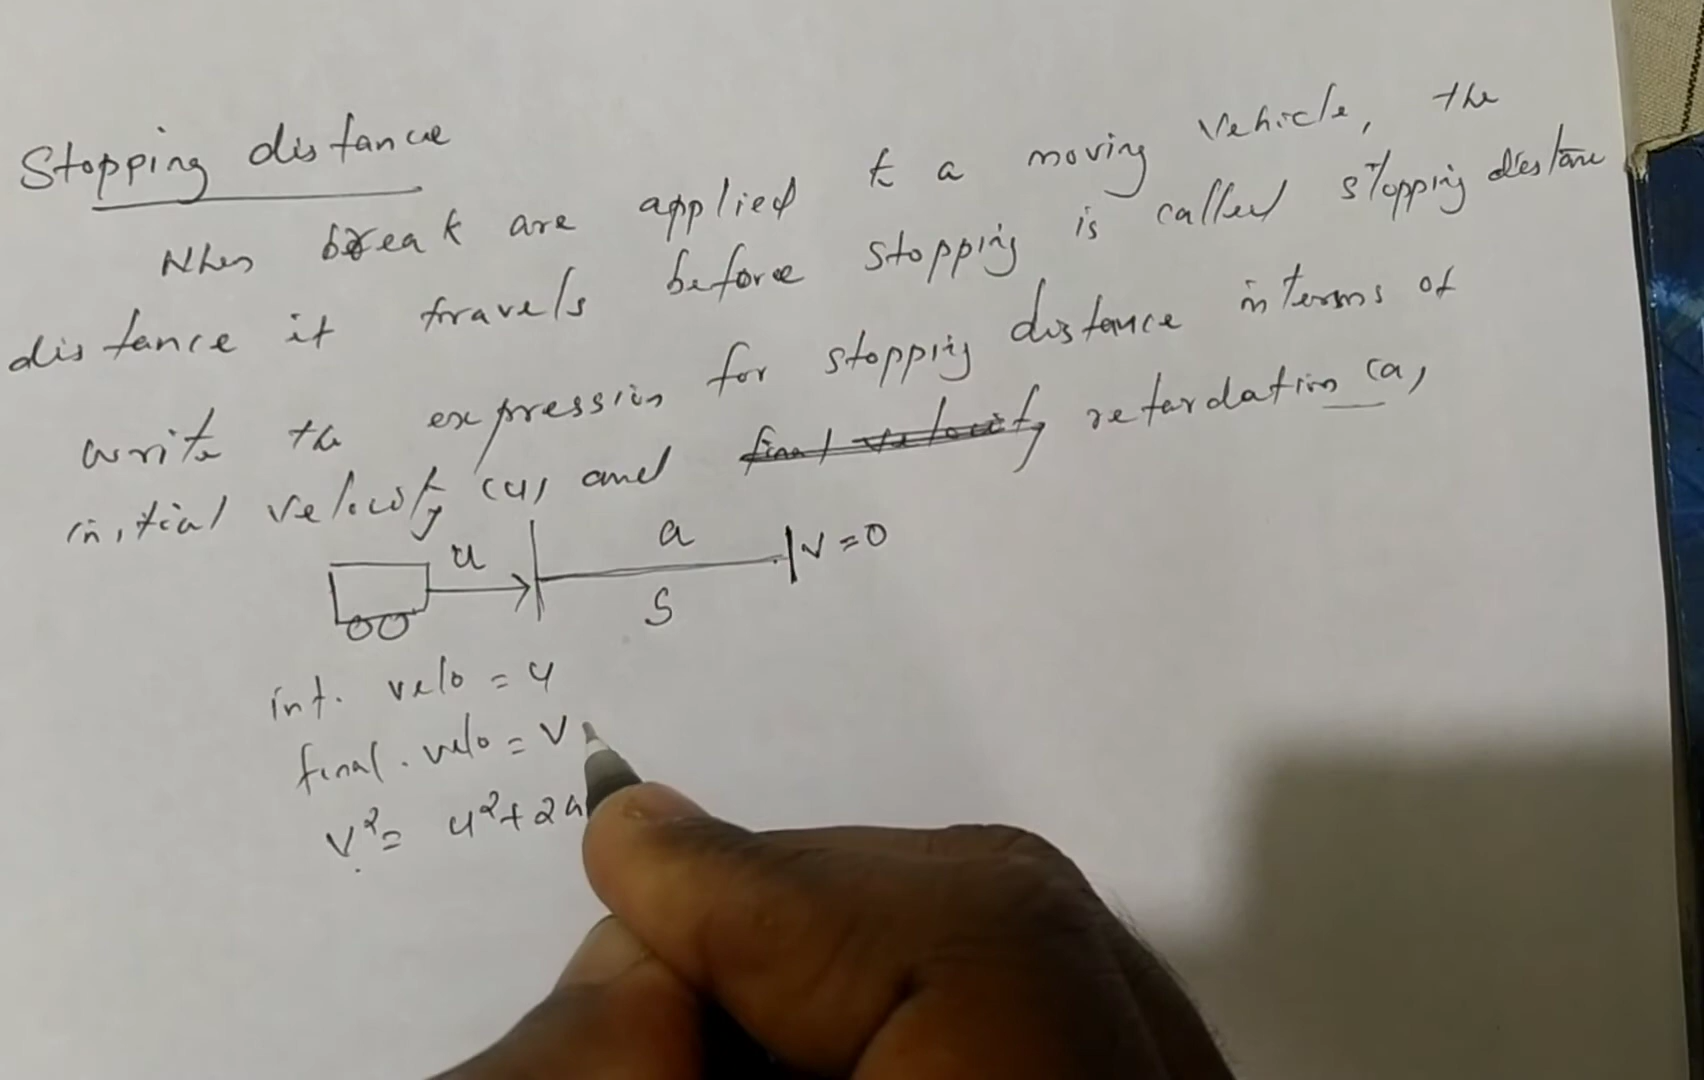 Stopping distance
When break are applied to a moving vehicle, the
distance it travels before stopping is called stopping distance
write the expression for stopping distance in terms of
initial velocity (u) and final velocity retardation (a)
u a v=0
S
int. velo = u
final. velo = v
v²= u²+2a